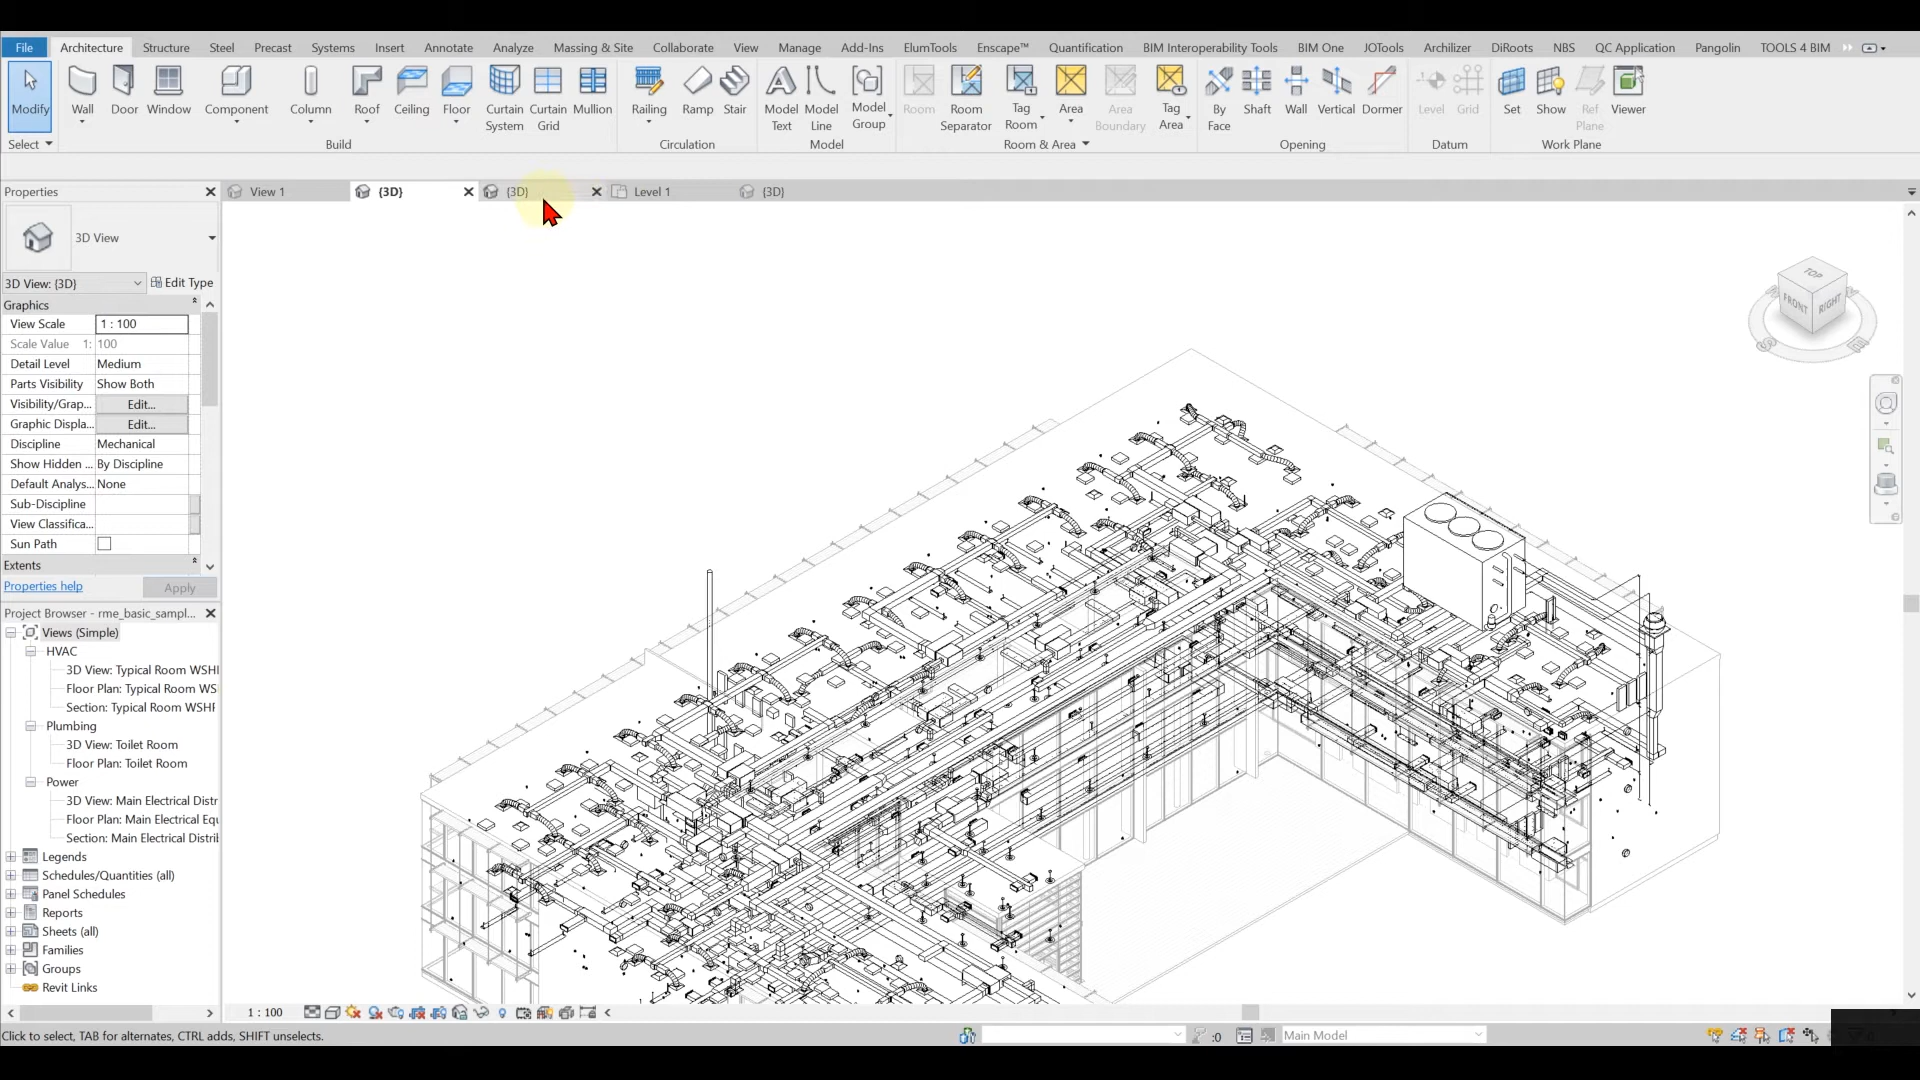 File Architecture Structure Steel Precast Systems Insert Annotate Analyze Massing & Site Collaborate View Manage Add-Ins ElumTools Enscape™ Quantification BIM Interoperability Tools BIM One JOTools Archilizer DiRoots NBS QC Application Pangolin TOOLS 4 BIM
Modify Wall Door Window Component Column Roof Ceiling Floor Curtain System Curtain Grid Mullion Railing Ramp Stair Model Text Model Line Model Group Room Room Separator Tag Room Area Area Boundary Tag Area By Face Shaft Wall Vertical Dormer Level Grid Set Show Ref Plane Viewer
Select Build Circulation Model Room & Area Opening Datum Work Plane
Properties View 1 {3D} {3D} Level 1 {3D}
3D View
3D View: {3D} Edit Type
Graphics
View Scale 1 : 100
Scale Value 1: 100
Detail Level Medium
Parts Visibility Show Both
Visibility/Grap... Edit...
Graphic Displa... Edit...
Discipline Mechanical
Show Hidden ... By Discipline
Default Analys... None
Sub-Discipline
View Classifica...
Sun Path
Extents
Properties help Apply
Project Browser - rme_basic_sampl...
Views (Simple)
HVAC
3D View: Typical Room WSHI
Floor Plan: Typical Room WS
Section: Typical Room WSHP
Plumbing
3D View: Toilet Room
Floor Plan: Toilet Room
Power
3D View: Main Electrical Distr
Floor Plan: Main Electrical Equ
Section: Main Electrical Distrib
Legends
Schedules/Quantities (all)
Panel Schedules
Reports
Sheets (all)
Families
Groups
Revit Links
TOP
FRONT RIGHT
S E
1 : 100
Click to select, TAB for alternates, CTRL adds, SHIFT unselects. :0 Main Model